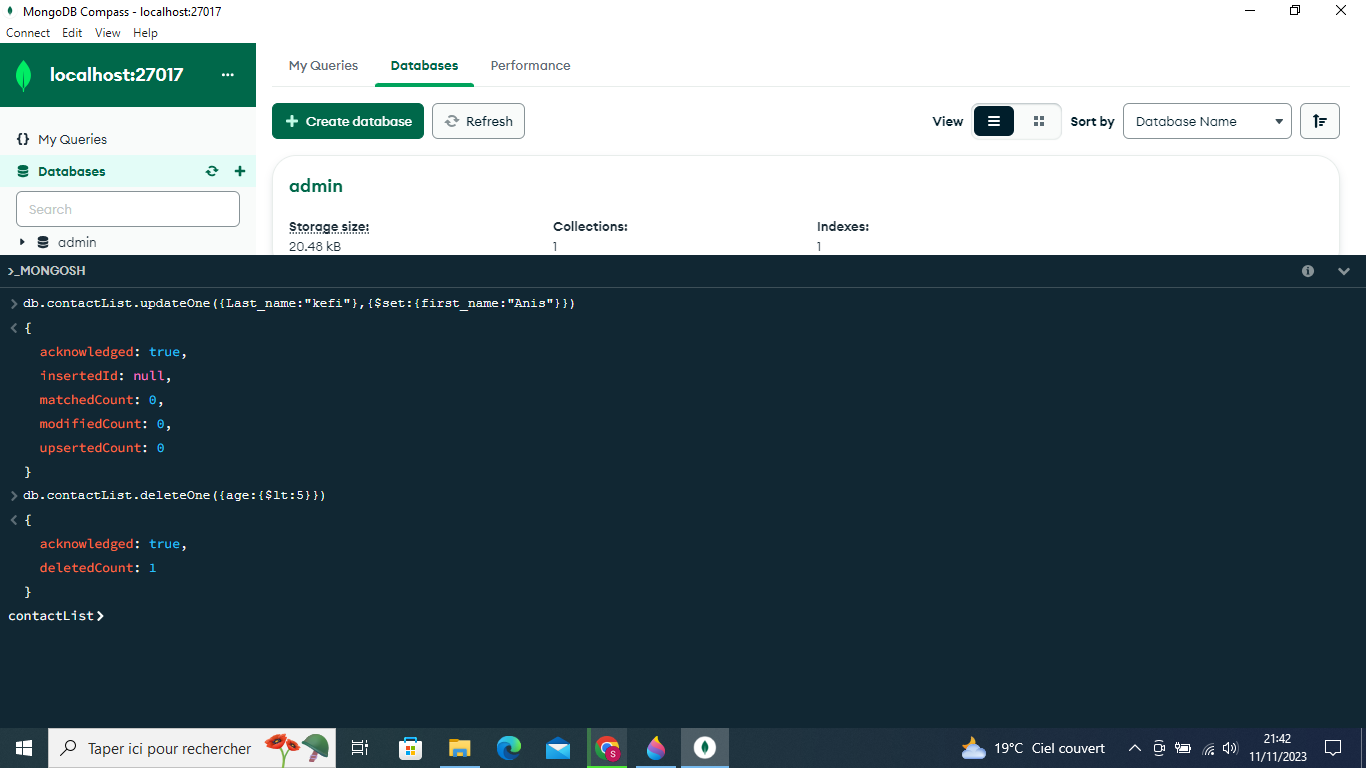 MongoDB Compass - localhost:27017
Connect Edit View Help
localhost:27017 ...
My Queries Databases Performance
Create database Refresh View Sort by Database Name
{} My Queries
Databases
Search
admin
admin
Storage size: Collections: Indexes:
20.48 kB 1 1
>_MONGOSH
> db.contactList.updateOne({Last_name:"kefi"},{$set:{first_name:"Anis"}})
< {
acknowledged: true,
insertedId: null,
matchedCount: 0,
modifiedCount: 0,
upsertedCount: 0
}
> db.contactList.deleteOne({age:{$lt:5}})
< {
acknowledged: true,
deletedCount: 1
}
contactList>
Taper ici pour rechercher S 19°C Ciel couvert 21:42
11/11/2023